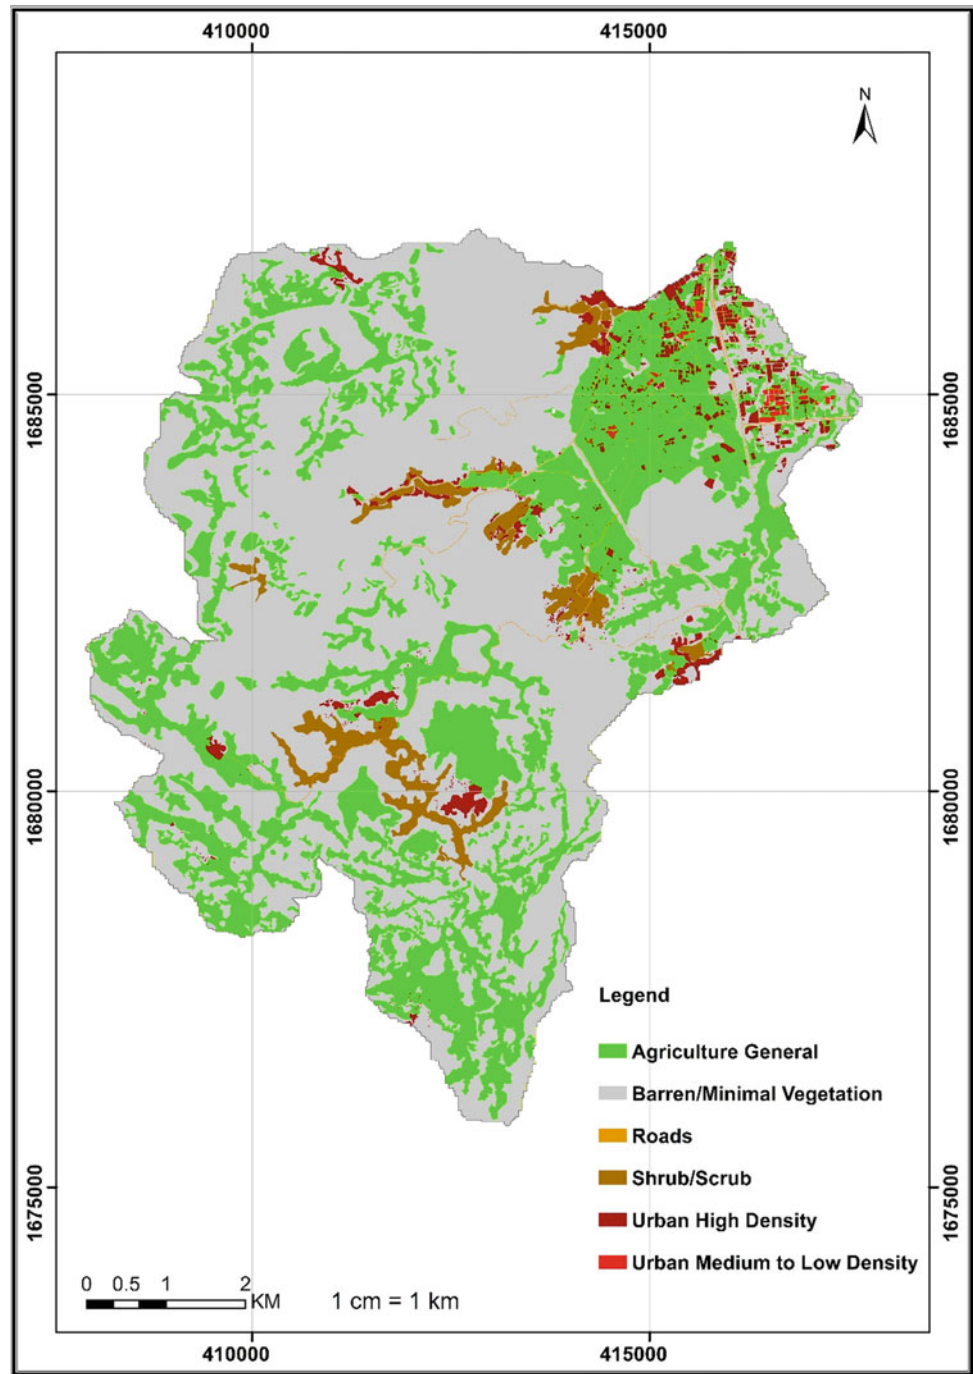 410000
415000
N
1685000
1685000
1680000
1680000
Legend
Agriculture General
Barren/Minimal Vegetation
Roads
Shrub/Scrub
Urban High Density
Urban Medium to Low Density
1675000
1675000
0 0.5 1 2
KM
1 cm = 1 km
410000
415000